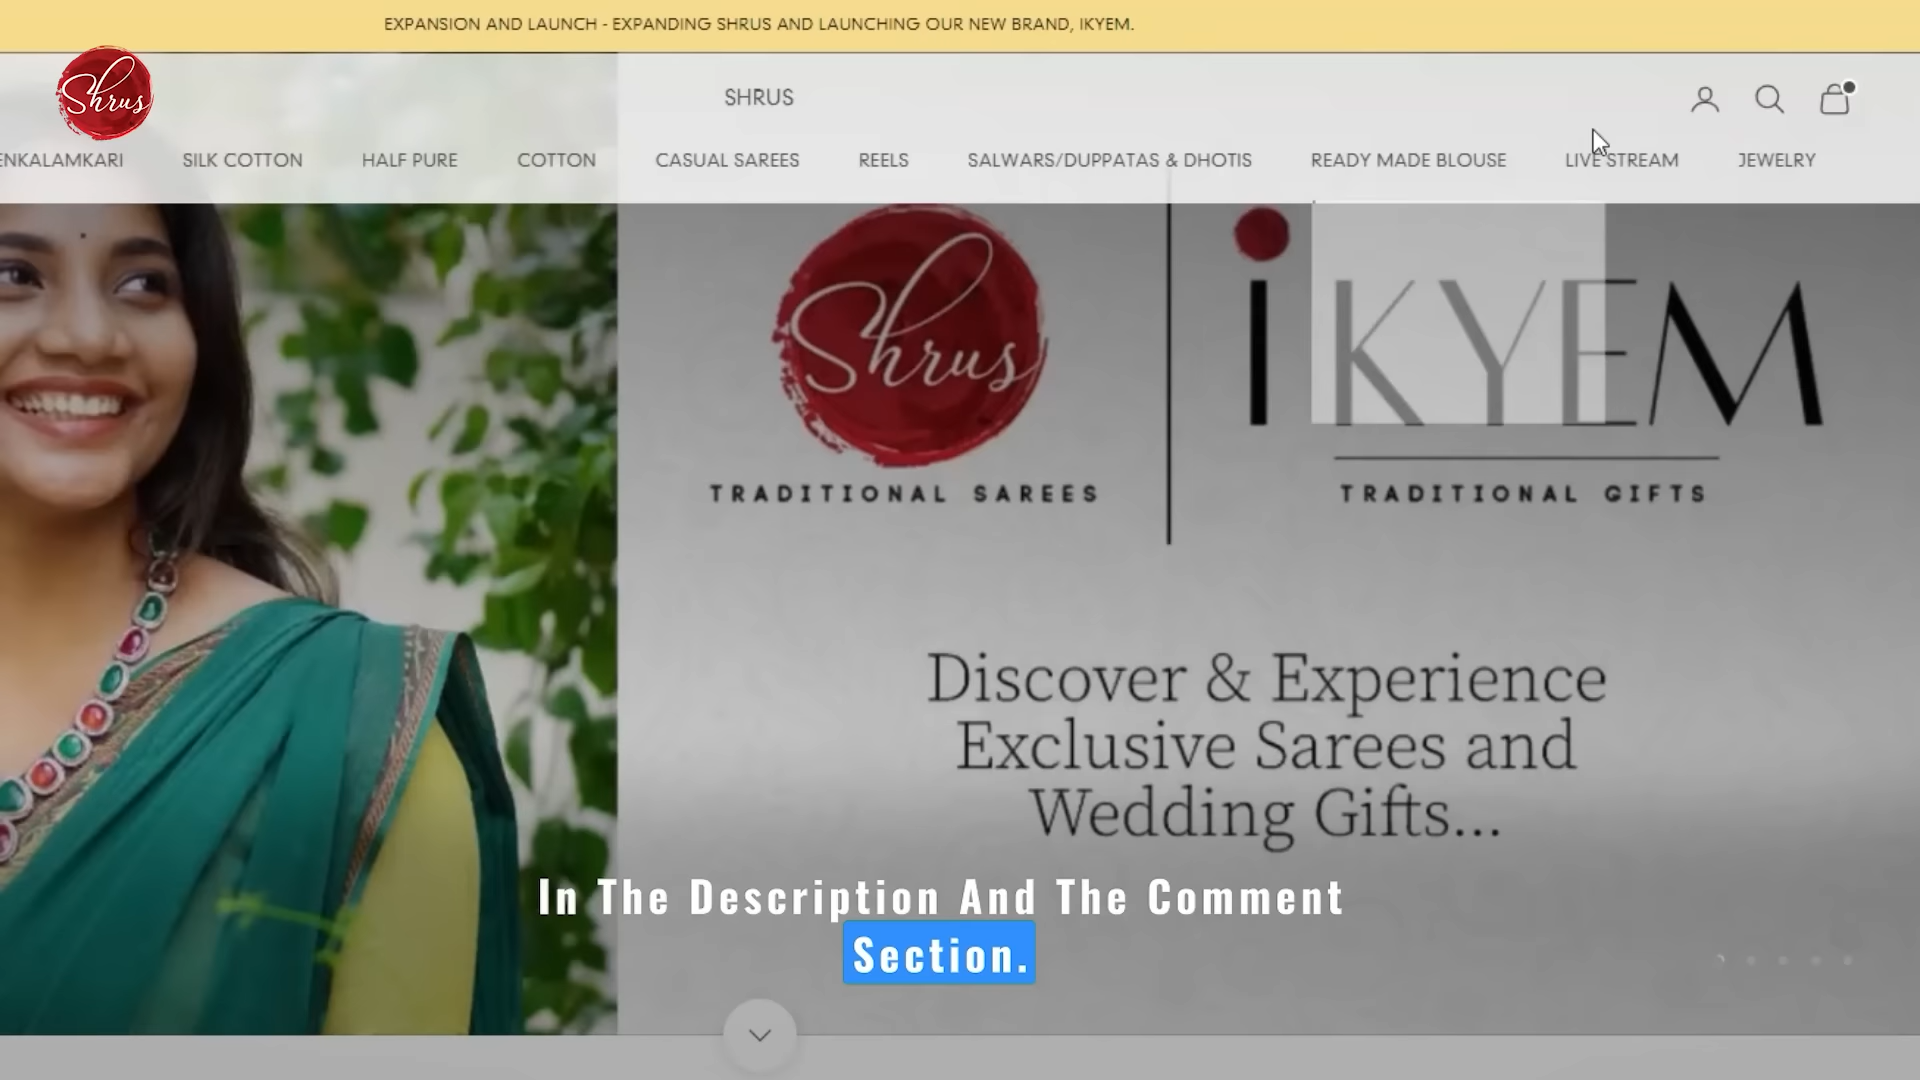 EXPANSION AND LAUNCH - EXPANDING SHRUS AND LAUNCHING OUR NEW BRAND, IKYEM.
Shrus
SHRUS
ENKALAMKARI SILK COTTON HALF PURE COTTON CASUAL SAREES REELS SALWARS/DUPPATAS & DHOTIS READY MADE BLOUSE LIVE STREAM JEWELRY
Shrus
iKYEM
TRADITIONAL SAREES
TRADITIONAL GIFTS
Discover & Experience
Exclusive Sarees and
Wedding Gifts...
In The Description And The Comment
Section.